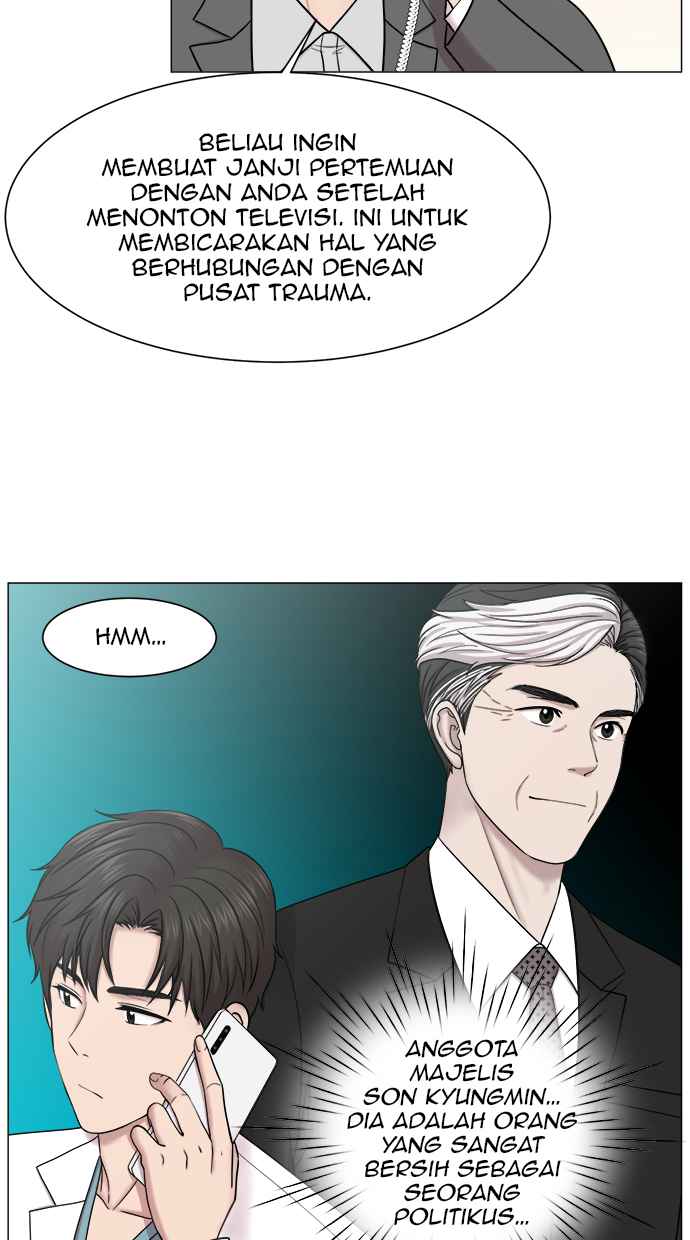 BELIAU INGIN
MEMBUAT JANJI PERTEMUAN
DENGAN ANDA SETELAH
MENONTON TELEVISI. INI UNTUK
MEMBICARAKAN HAL YANG
BERHUBUNGAN DENGAN
PUSAT TRAUMA.
HMM...
ANGGOTA
MAJELIS
SON KYUNGMIN...
DIA ADALAH ORANG
YANG SANGAT
BERSIH SEBAGAI
SEORANG
POLITIKUS...